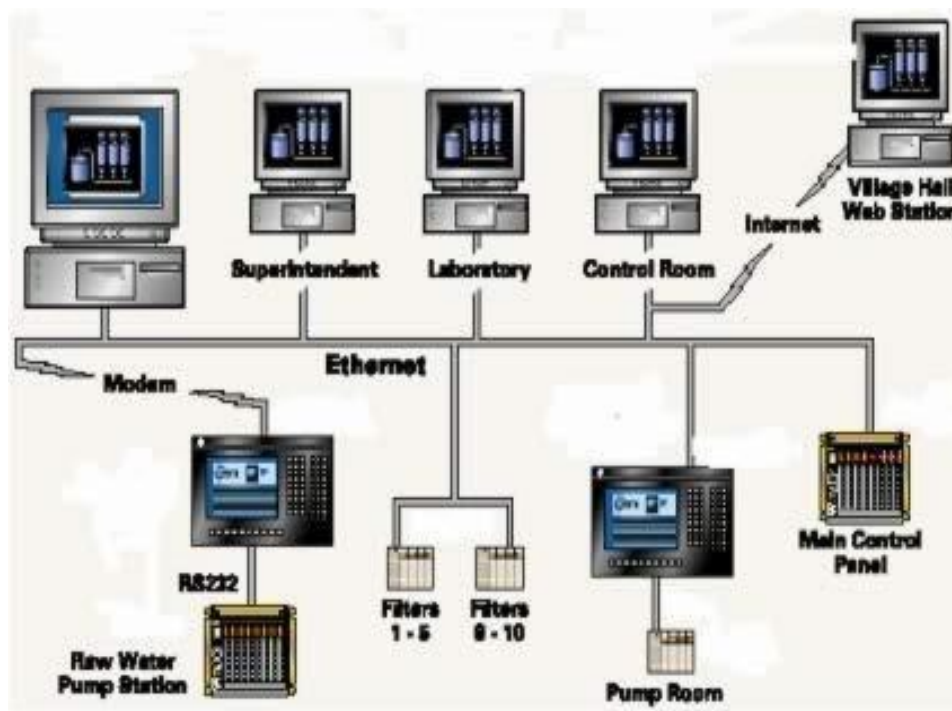 Village Hall
Web Station
Internet
Superintendent
Laboratory
Control Room
Ethernet
Modem
RS232
Main Control
Panel
Filters
1 - 5
Filters
6 - 10
Raw Water
Pump Station
Pump Room